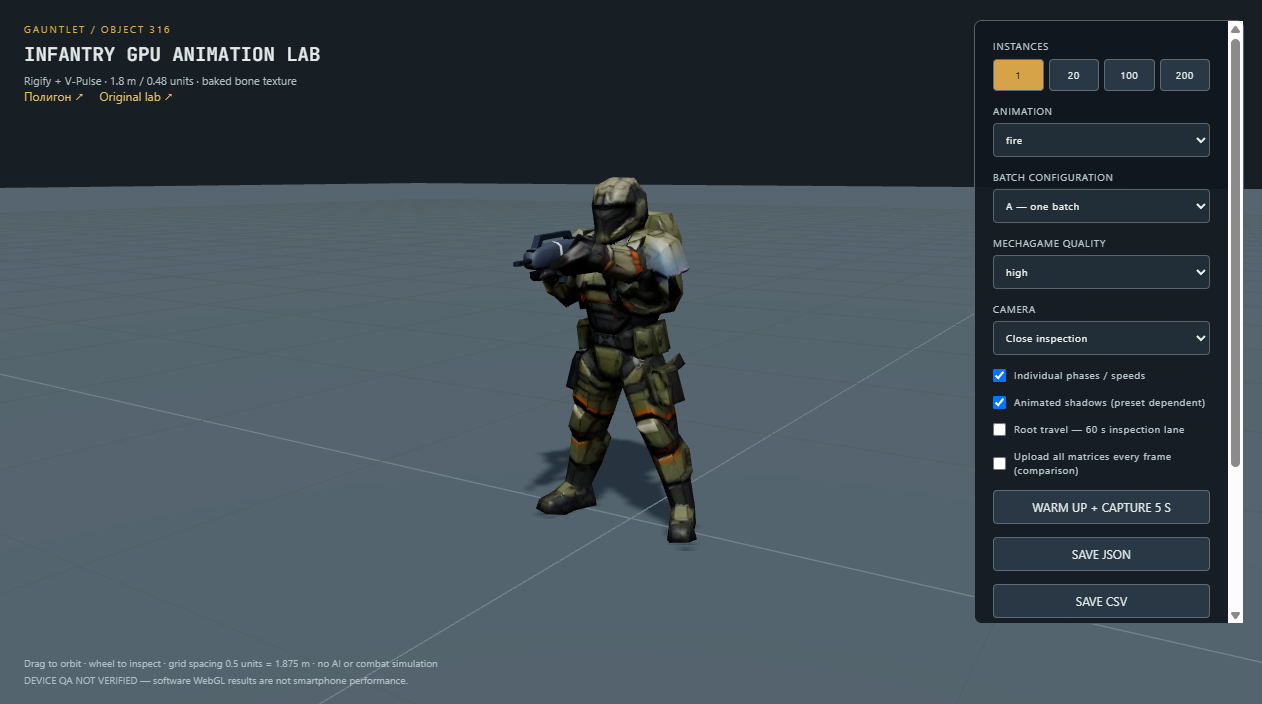 GAUNTLET / OBJECT 316
INFANTRY GPU ANIMATION LAB
Rigify + V-Pulse · 1.8 m / 0.48 units · baked bone texture
Полигон ↗ Original lab ↗
INSTANCES
1 20 100 200
ANIMATION
fire
BATCH CONFIGURATION
A — one batch
MECHAGAME QUALITY
high
CAMERA
Close inspection
Individual phases / speeds
Animated shadows (preset dependent)
Root travel — 60 s inspection lane
Upload all matrices every frame
(comparison)
WARM UP + CAPTURE 5 S
SAVE JSON
SAVE CSV
Drag to orbit · wheel to inspect · grid spacing 0.5 units = 1.875 m · no AI or combat simulation
DEVICE QA NOT VERIFIED — software WebGL results are not smartphone performance.